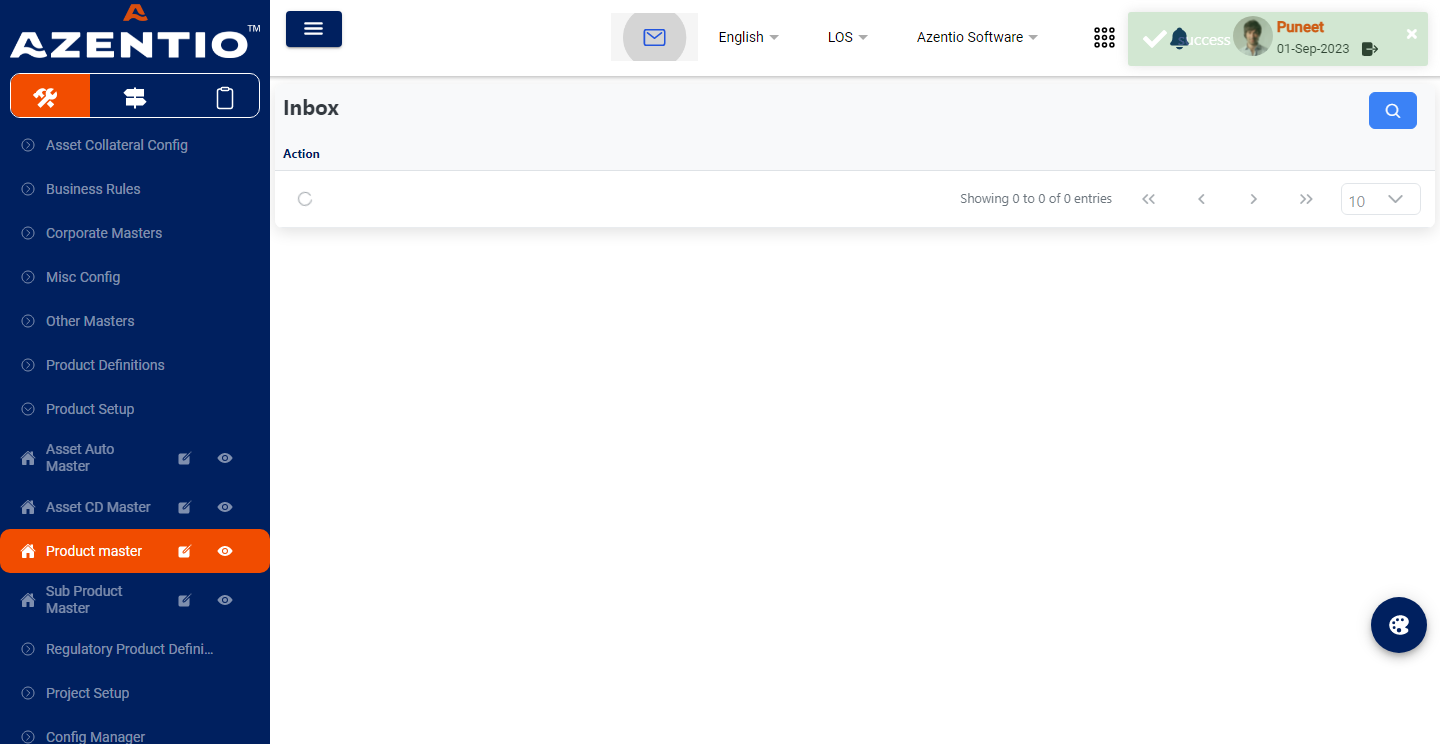 AZENTIO™
English
LOS
Azentio Software
success
Puneet
01-Sep-2023
Inbox
Action
Showing 0 to 0 of 0 entries
10
Asset Collateral Config
Business Rules
Corporate Masters
Misc Config
Other Masters
Product Definitions
Product Setup
Asset Auto
Master
Asset CD Master
Product master
Sub Product
Master
Regulatory Product Defini...
Project Setup
Config Manager